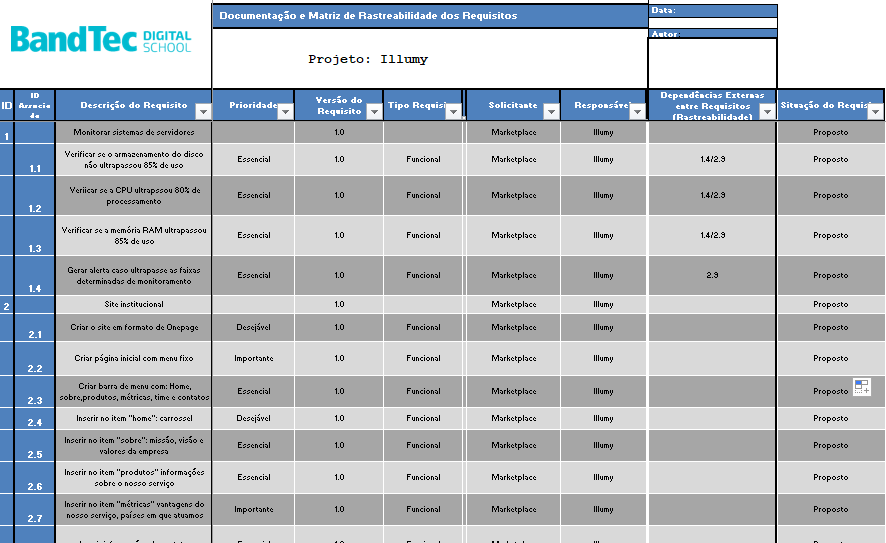 BandTec DIGITAL SCHOOL
Documentação e Matriz de Rastreabilidade dos Requisitos
Data:
Autor:
Projeto: Illumy
ID
ID Associado
Descrição do Requisito
Prioridade
Versão do Requisito
Tipo Requisi
Solicitante
Responsáve
Dependências Externas entre Requisitos (Rastreabilidade)
Situação do Requis
1 Monitorar sistemas de servidores 1.0 Marketplace Illumy Proposto
1.1 Verificar se o armazenamento do disco não ultrapassou 85% de uso Essencial 1.0 Funcional Marketplace Illumy 1.4/2.9 Proposto
1.2 Veriicar se a CPU ultrapssou 80% de processamento Essencial 1.0 Funcional Marketplace Illumy 1.4/2.9 Proposto
1.3 Verificar se a memória RAM ultrapassou 85% de uso Essencial 1.0 Funcional Marketplace Illumy 1.4/2.9 Proposto
1.4 Gerar alerta caso ultrapasse as faixas determinadas de monitoramento Essencial 1.0 Funcional Marketplace Illumy 2.9 Proposto
2 Site institucional 1.0 Marketplace Illumy Proposto
2.1 Criar o site em formato de Onepage Desejável 1.0 Funcional Marketplace Illumy Proposto
2.2 Criar página inicial com menu fixo Importante 1.0 Funcional Marketplace Illumy Proposto
2.3 Criar barra de menu com: Home, sobre,produtos, métricas, time e contatos Essencial 1.0 Funcional Marketplace Illumy Proposto
2.4 Inserir no item "home": carrossel Desejável 1.0 Funcional Marketplace Illumy Proposto
2.5 Inserir no item "sobre": missão, visão e valores da empresa Essencial 1.0 Funcional Marketplace Illumy Proposto
2.6 Inserir no item "produtos" informações sobre o nosso serviço Essencial 1.0 Funcional Marketplace Illumy Proposto
2.7 Inserir no item "métricas" vantagens do nosso serviço, países em que atuamos Importante 1.0 Funcional Marketplace Illumy Proposto